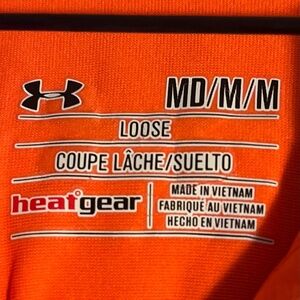 MD/M/M
LOOSE
COUPE LÂCHE/SUELTO
heatgear
MADE IN VIETNAM
FABRIQUÉ AU VIETNAM
HECHO EN VIETNAM